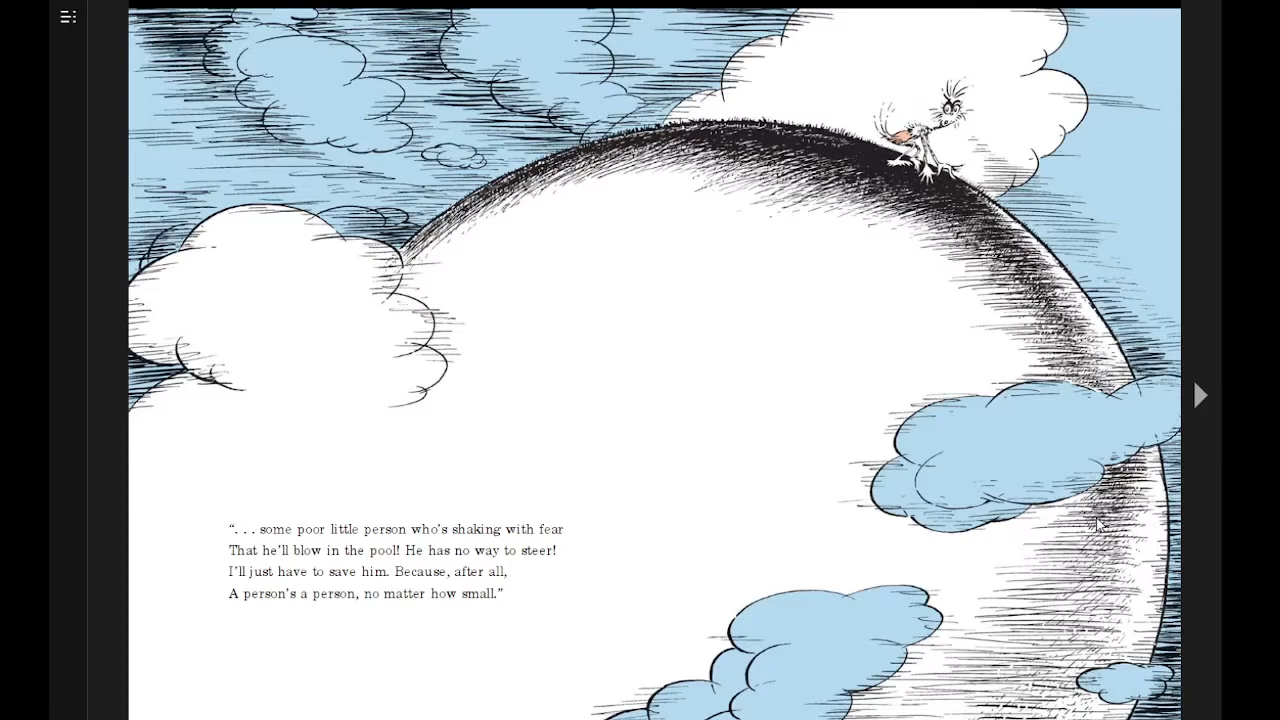 “. . . some poor little person who’s shaking with fear
That he’ll blow in the pool! He has no way to steer!
I’ll just have to save him. Because, after all,
A person’s a person, no matter how small.”